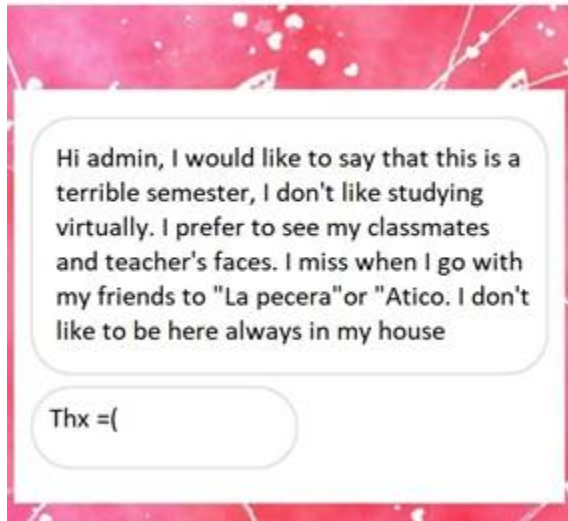 Hi admin, I would like to say that this is a
terrible semester, I don't like studying
virtually. I prefer to see my classmates
and teacher's faces. I miss when I go with
my friends to "La pecera"or "Atico. I don't
like to be here always in my house
Thx =(